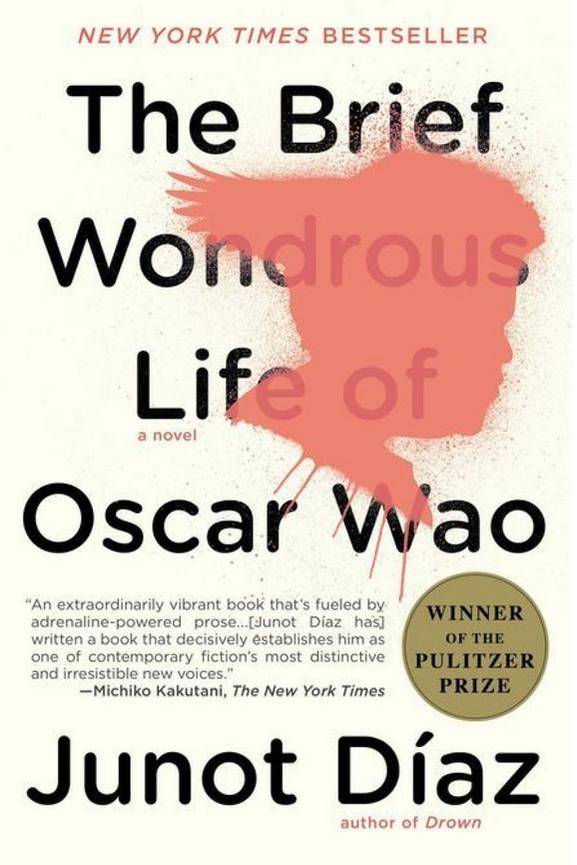 NEW YORK TIMES BESTSELLER
The Brief
Wondrous
Life of
a novel
Oscar Wao
“An extraordinarily vibrant book that’s fueled by
adrenaline-powered prose...[Junot Díaz has]
written a book that decisively establishes him as
one of contemporary fiction’s most distinctive
and irresistible new voices.”
—Michiko Kakutani, The New York Times
WINNER
OF THE
PULITZER
PRIZE
Junot Díaz
author of Drown